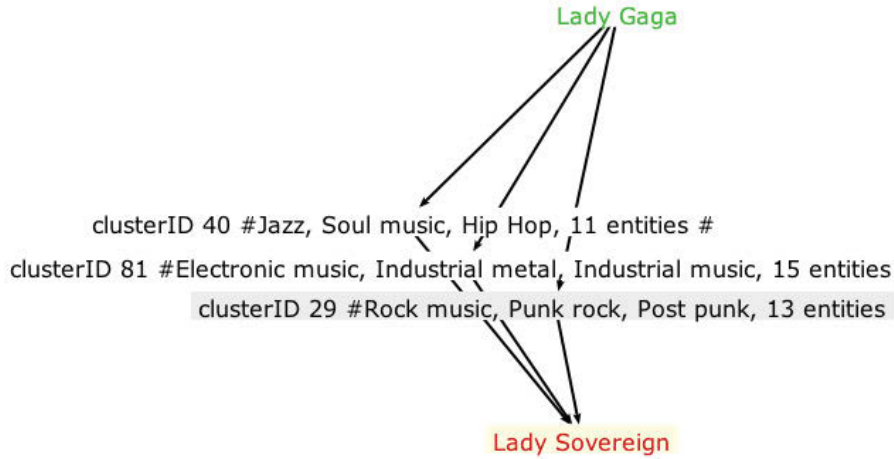 Lady Gaga
clusterID 40 #Jazz, Soul music, Hip Hop, 11 entities #
clusterID 81 #Electronic music, Industrial metal, Industrial music, 15 entities
clusterID 29 #Rock music, Punk rock, Post punk, 13 entities
Lady Sovereign